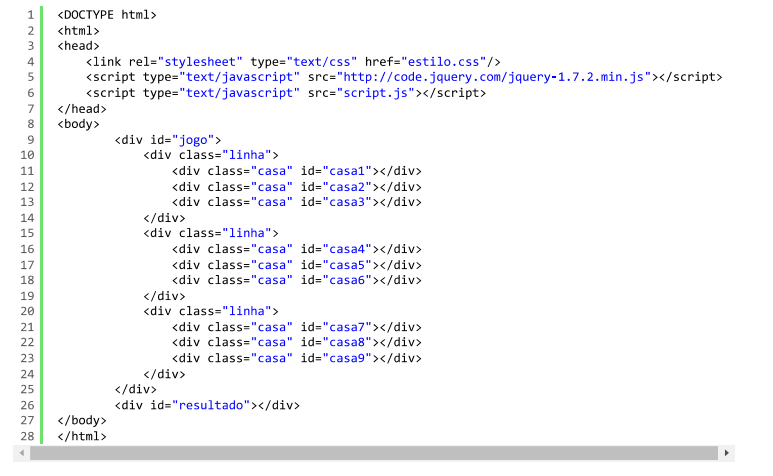 1 <DOCTYPE html>
2 <html>
3 <head>
4     <link rel="stylesheet" type="text/css" href="estilo.css"/>
5     <script type="text/javascript" src="http://code.jquery.com/jquery-1.7.2.min.js"></script>
6     <script type="text/javascript" src="script.js"></script>
7 </head>
8 <body>
9         <div id="jogo">
10             <div class="linha">
11                 <div class="casa" id="casa1"></div>
12                 <div class="casa" id="casa2"></div>
13                 <div class="casa" id="casa3"></div>
14             </div>
15             <div class="linha">
16                 <div class="casa" id="casa4"></div>
17                 <div class="casa" id="casa5"></div>
18                 <div class="casa" id="casa6"></div>
19             </div>
20             <div class="linha">
21                 <div class="casa" id="casa7"></div>
22                 <div class="casa" id="casa8"></div>
23                 <div class="casa" id="casa9"></div>
24             </div>
25         </div>
26         <div id="resultado"></div>
27 </body>
28 </html>